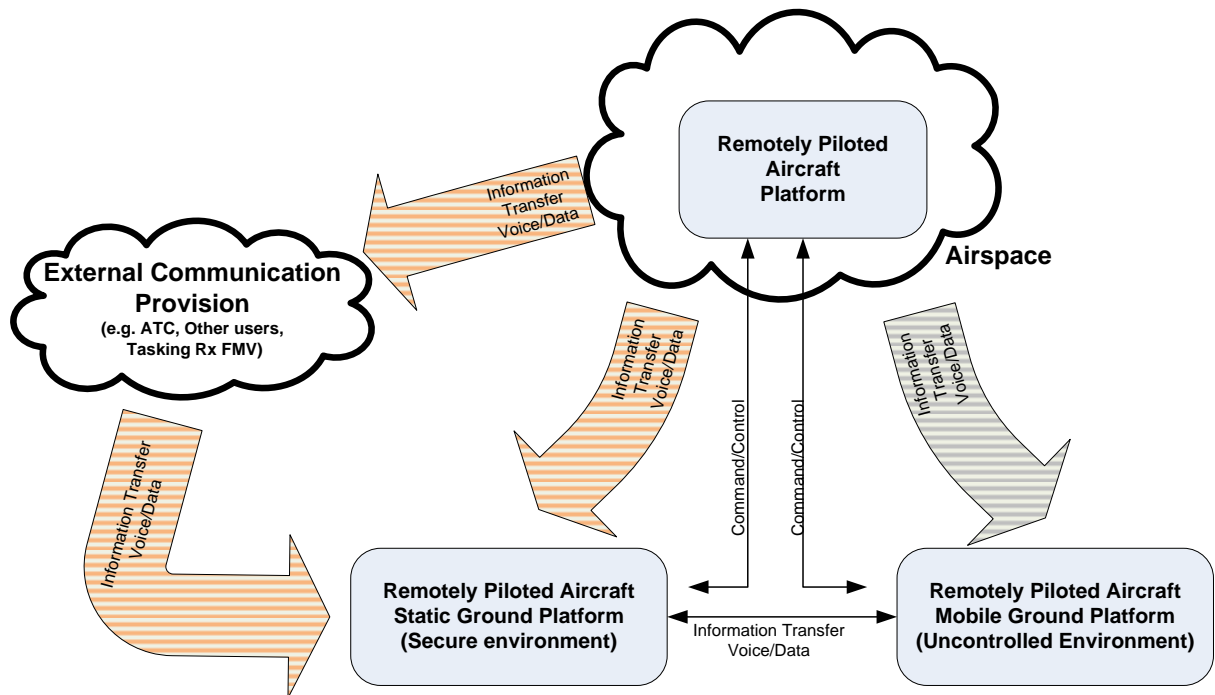 Remotely Piloted
Aircraft
Platform
Airspace
Information
Transfer
Voice/Data
External Communication
Provision
(e.g. ATC, Other users,
Tasking Rx FMV)
Information
Transfer
Voice/Data
Information
Transfer
Voice/Data
Command/Control
Command/Control
Information Transfer
Voice/Data
Remotely Piloted Aircraft
Static Ground Platform
(Secure environment)
Information Transfer
Voice/Data
Remotely Piloted Aircraft
Mobile Ground Platform
(Uncontrolled Environment)